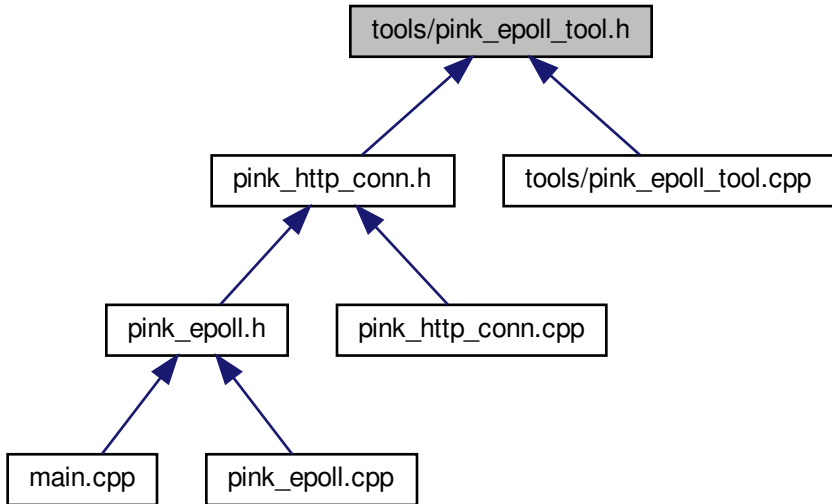 tools/pink_epoll_tool.h
pink_http_conn.h
tools/pink_epoll_tool.cpp
pink_epoll.h
pink_http_conn.cpp
main.cpp
pink_epoll.cpp